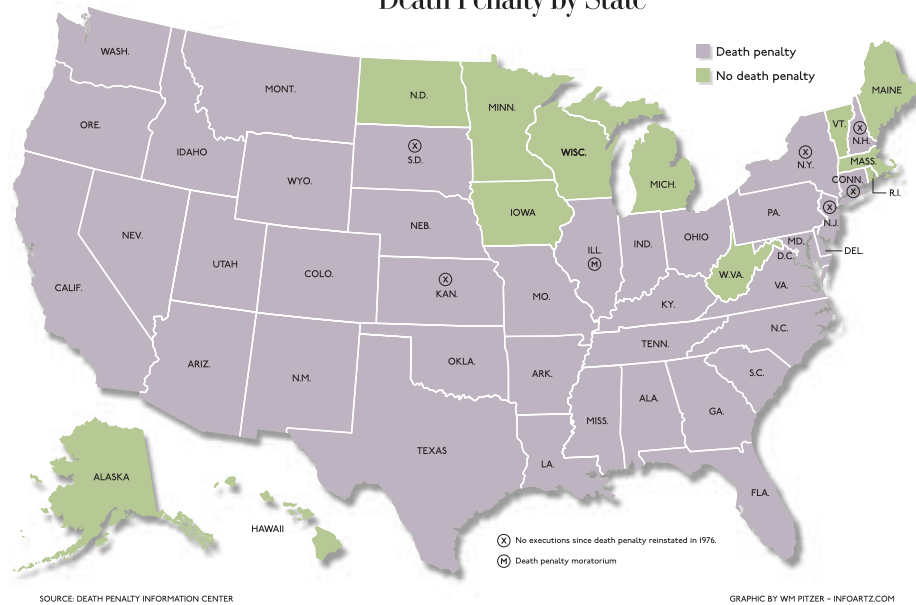 Death Penalty by State
Death penalty
No death penalty
WASH.
MONT.
N.D.
MINN.
MAINE
ORE.
IDAHO
X
S.D.
WISC.
MICH.
VT.
X
N.H.
X
N.Y.
MASS.
CONN.
X
R.I.
WYO.
NEB.
IOWA
ILL.
M
IND.
OHIO
PA.
X
N.J.
NEV.
UTAH
COLO.
X
KAN.
MO.
KY.
W.VA.
MD.
D.C.
DEL.
VA.
CALIF.
ARIZ.
N.M.
OKLA.
ARK.
TENN.
N.C.
S.C.
TEXAS
LA.
MISS.
ALA.
GA.
FLA.
ALASKA
HAWAII
X No executions since death penalty reinstated in 1976.
M Death penalty moratorium
SOURCE: DEATH PENALTY INFORMATION CENTER
GRAPHIC BY WM PITZER – INFOARTZ.COM